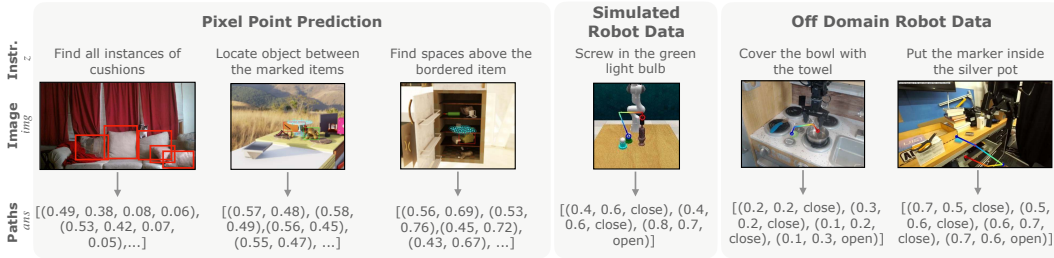 Pixel Point Prediction
Simulated
Robot Data
Off Domain Robot Data
Instr.
z
Find all instances of
cushions
Locate object between
the marked items
Find spaces above the
bordered item
Screw in the green
light bulb
Cover the bowl with
the towel
Put the marker inside
the silver pot
Image
img
Paths
ans
[(0.49, 0.38, 0.08, 0.06),
(0.53, 0.42, 0.07,
0.05),...]
[(0.57, 0.48), (0.58,
0.49),(0.56, 0.45),
(0.55, 0.47), ...]
[(0.56, 0.69), (0.53,
0.76),(0.45, 0.72),
(0.43, 0.67), ...]
[(0.4, 0.6, close), (0.4,
0.6, close), (0.8, 0.7,
open)]
[(0.2, 0.2, close), (0.3,
0.2, close), (0.1, 0.2,
close), (0.1, 0.3, open)]
[(0.7, 0.5, close), (0.5,
0.6, close), (0.6, 0.7,
close), (0.7, 0.6, open)]